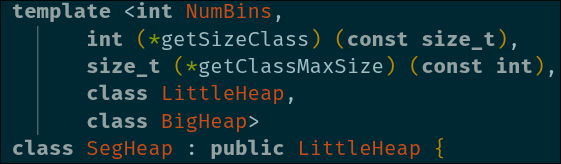 template <int NumBins,
int (*getSizeClass) (const size_t),
size_t (*getClassMaxSize) (const int),
class LittleHeap,
class BigHeap>
class SegHeap : public LittleHeap {